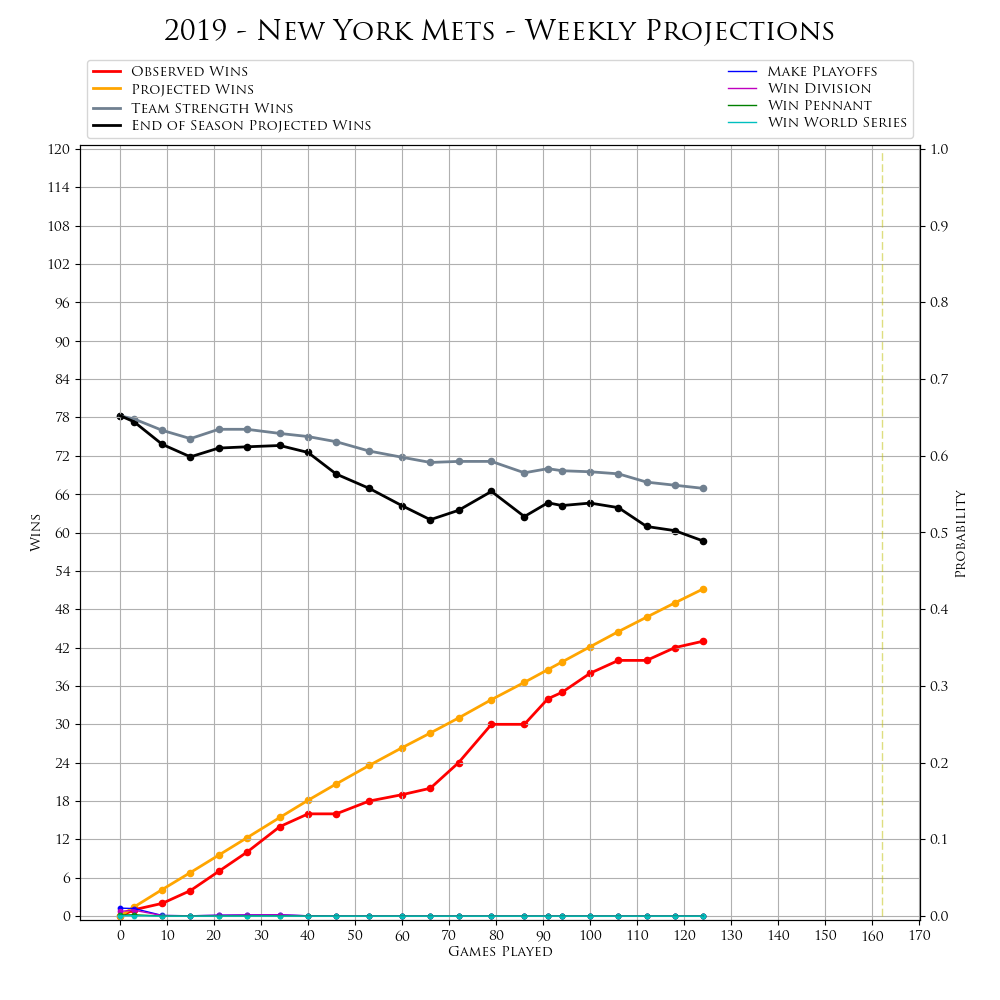 2019 - New York Mets - Weekly Projections
Observed Wins
Projected Wins
Team Strength Wins
End of Season Projected Wins
Make Playoffs
Win Division
Win Pennant
Win World Series
120
114
108
102
96
90
84
78
72
66
60
54
48
42
36
30
24
18
12
6
0
Wins
1.0
0.9
0.8
0.7
0.6
0.5
0.4
0.3
0.2
0.1
0.0
Probability
0 10 20 30 40 50 60 70 80 90 100 110 120 130 140 150 160 170
Games Played